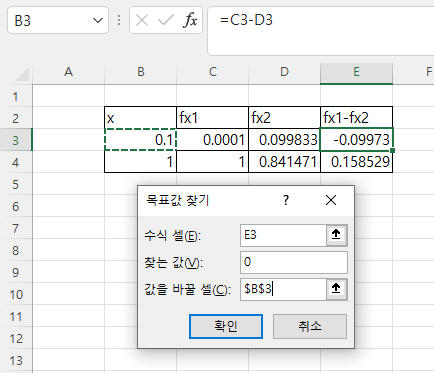 B3 fx =C3-D3
A B C D E F
1
2 x fx1 fx2 fx1-fx2
3 0.1 0.0001 0.099833 -0.09973
4 1 1 0.841471 0.158529
5
6
목표값 찾기 ? ×
7
수식 셀(E): E3
8
찾는 값(V): 0
9
값을 바꿀 셀(C): $B$3
10
11
확인 취소
12
13